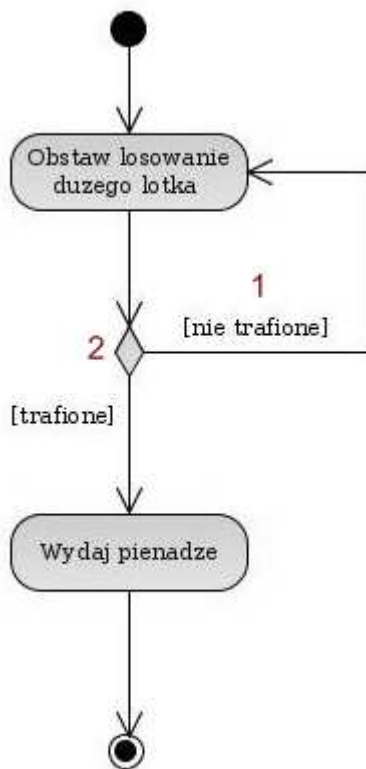 Obstaw losowanie
duzego lotka
1
[nie trafione]
2
[trafione]
Wydaj pienadze